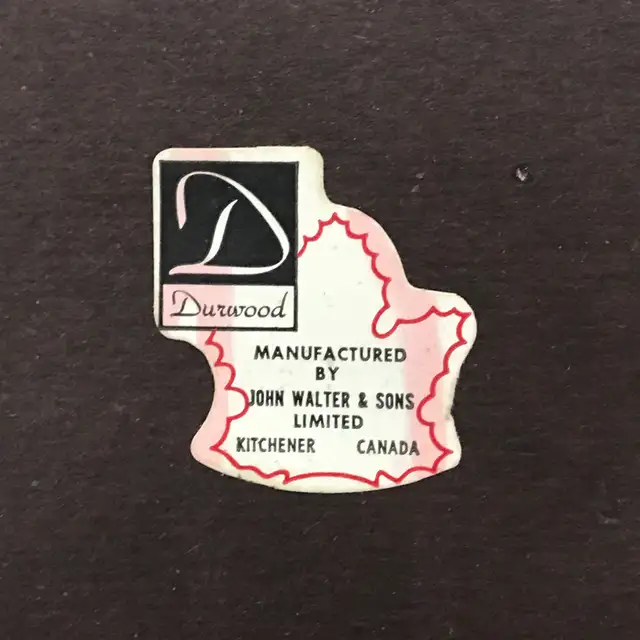 D
Durwood
MANUFACTURED
BY
JOHN WALTER & SONS
LIMITED
KITCHENER CANADA